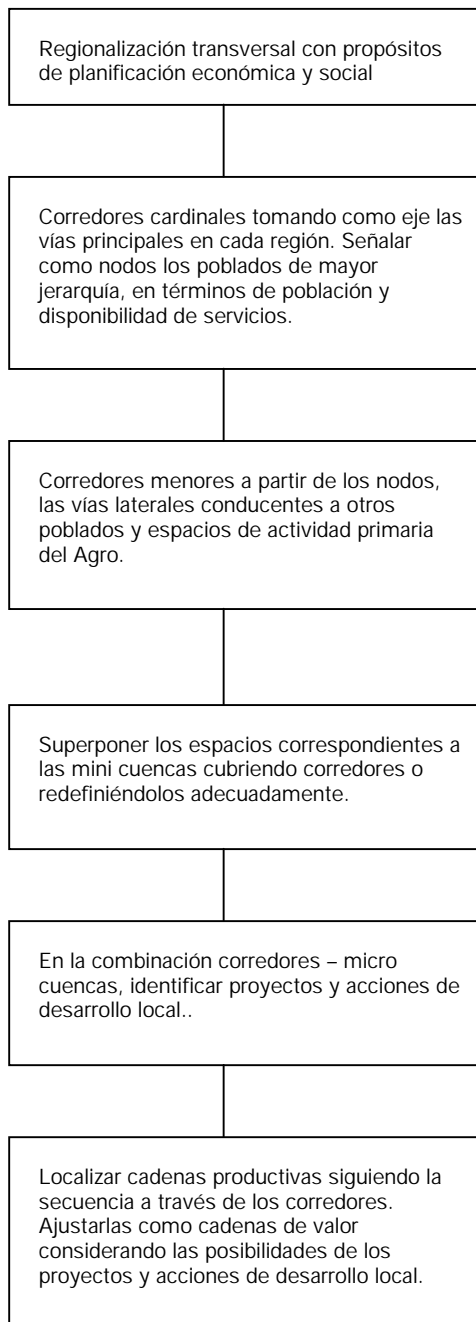 Regionalización transversal con propósitos
de planificación económica y social
Corredores cardinales tomando como eje las
vías principales en cada región. Señalar
como nodos los poblados de mayor
jerarquía, en términos de población y
disponibilidad de servicios.
Corredores menores a partir de los nodos,
las vías laterales conducentes a otros
poblados y espacios de actividad primaria
del Agro.
Superponer los espacios correspondientes a
las mini cuencas cubriendo corredores o
redefiniéndolos adecuadamente.
En la combinación corredores – micro
cuencas, identificar proyectos y acciones de
desarrollo local..
Localizar cadenas productivas siguiendo la
secuencia a través de los corredores.
Ajustarlas como cadenas de valor
considerando las posibilidades de los
proyectos y acciones de desarrollo local.